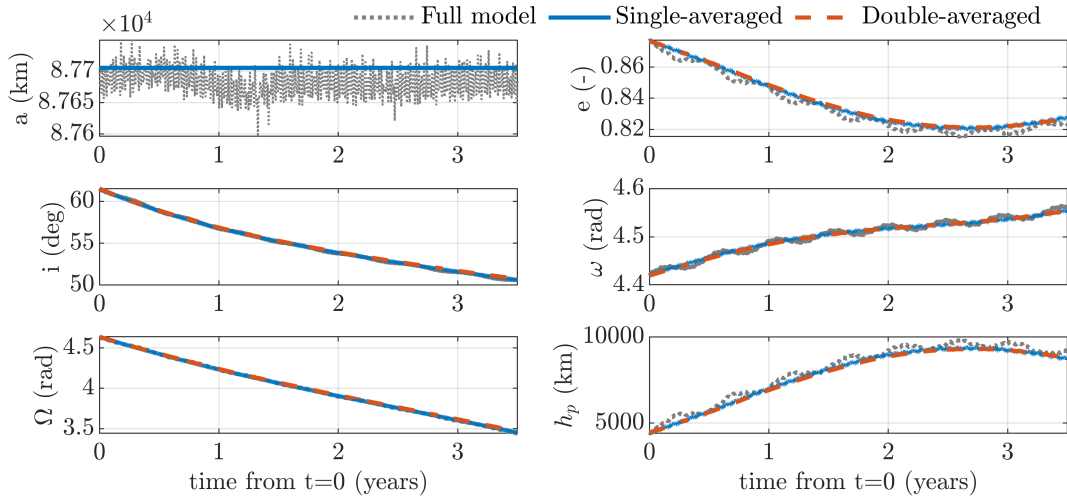 ×10⁴
Full model Single-averaged Double-averaged
a (km)
8.77
8.765
8.76
0 1 2 3
e (-)
0.86
0.84
0.82
0 1 2 3
i (deg)
60
55
50
0 1 2 3
ω (rad)
4.6
4.5
4.4
0 1 2 3
Ω (rad)
4.5
4
3.5
0 1 2 3
time from t=0 (years)
hₚ (km)
10000
5000
0 1 2 3
time from t=0 (years)